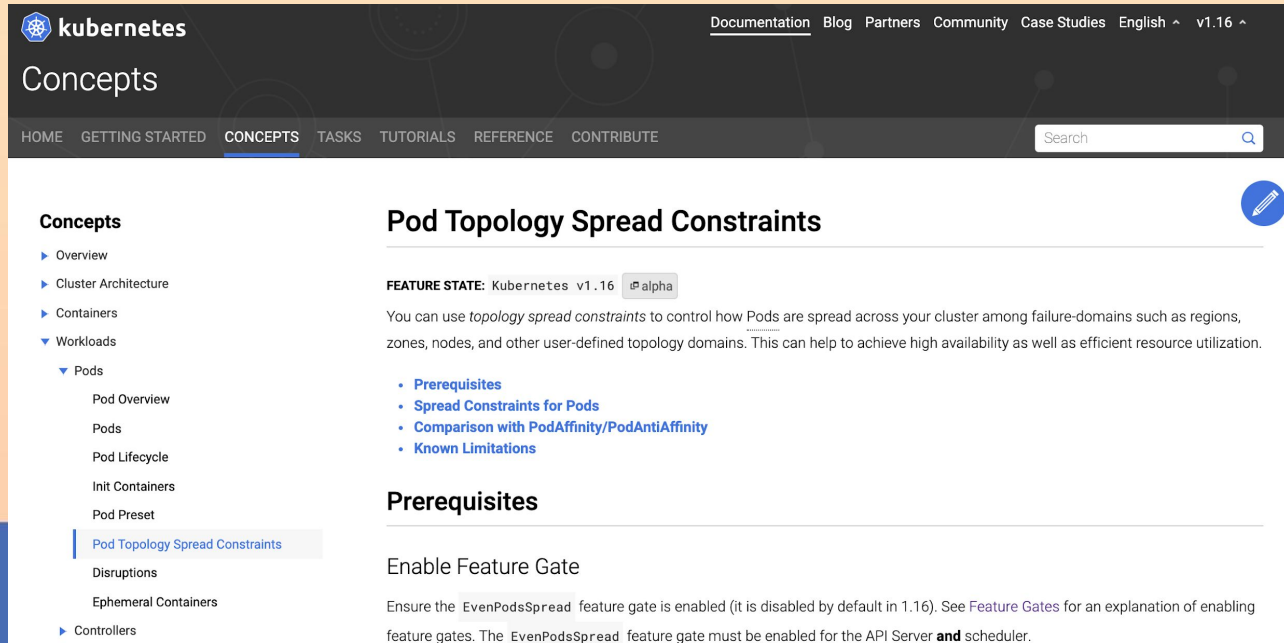 kubernetes
Documentation Blog Partners Community Case Studies English v1.16
Concepts
HOME GETTING STARTED CONCEPTS TASKS TUTORIALS REFERENCE CONTRIBUTE
Search
Concepts
Overview
Cluster Architecture
Containers
Workloads
Pods
Pod Overview
Pods
Pod Lifecycle
Init Containers
Pod Preset
Pod Topology Spread Constraints
Disruptions
Ephemeral Containers
Controllers
Pod Topology Spread Constraints
FEATURE STATE: Kubernetes v1.16 alpha
You can use topology spread constraints to control how Pods are spread across your cluster among failure-domains such as regions,
zones, nodes, and other user-defined topology domains. This can help to achieve high availability as well as efficient resource utilization.
• Prerequisites
• Spread Constraints for Pods
• Comparison with PodAffinity/PodAntiAffinity
• Known Limitations
Prerequisites
Enable Feature Gate
Ensure the EvenPodsSpread feature gate is enabled (it is disabled by default in 1.16). See Feature Gates for an explanation of enabling
feature gates. The EvenPodsSpread feature gate must be enabled for the API Server and scheduler.